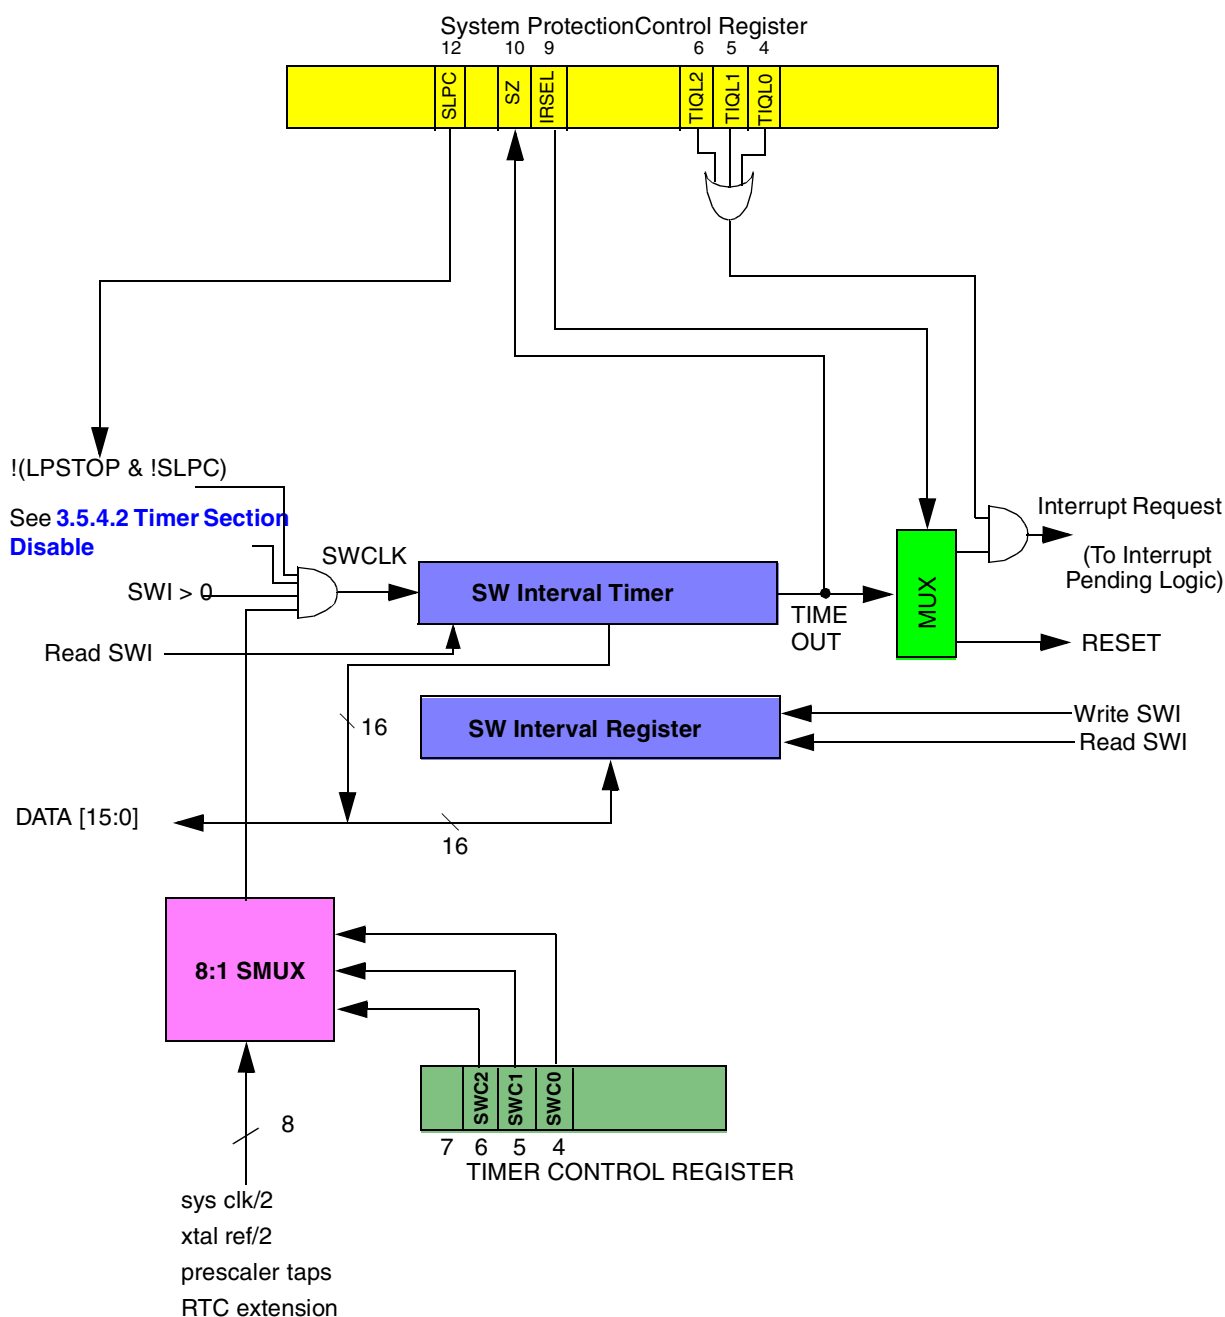 System ProtectionControl Register
12 10 9 6 5 4
SLPC SZ IRSEL TIQL2 TIQL1 TIQL0
!(LPSTOP & !SLPC)
See 3.5.4.2 Timer Section
Disable
SWI > 0
Read SWI
SWCLK
SW Interval Timer
TIME
OUT
MUX
Interrupt Request
(To Interrupt
Pending Logic)
RESET
16
SW Interval Register
Write SWI
Read SWI
DATA [15:0]
16
8:1 SMUX
SWC2 SWC1 SWC0
7 6 5 4
TIMER CONTROL REGISTER
8
sys clk/2
xtal ref/2
prescaler taps
RTC extension